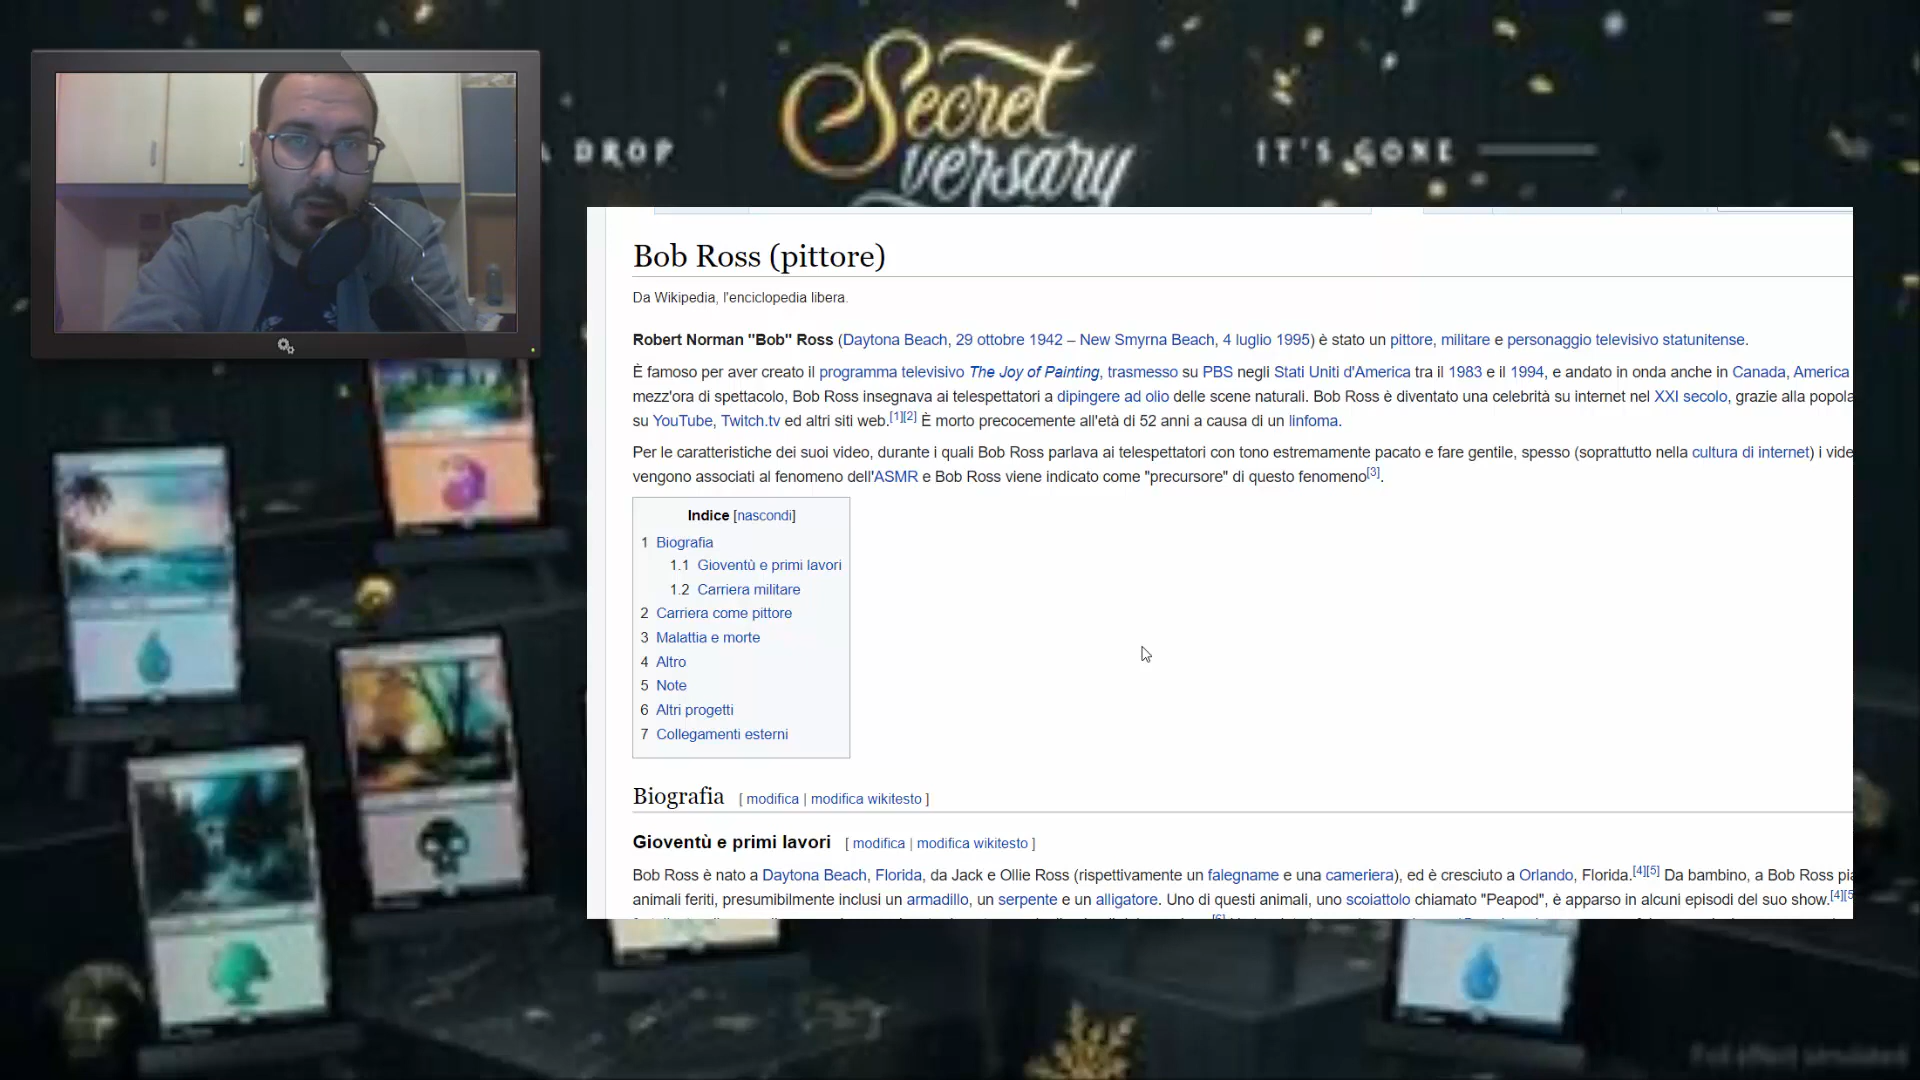 Secret
versary
DROP
IT'S GONE
Bob Ross (pittore)
Da Wikipedia, l'enciclopedia libera.
Robert Norman "Bob" Ross (Daytona Beach, 29 ottobre 1942 – New Smyrna Beach, 4 luglio 1995) è stato un pittore, militare e personaggio televisivo statunitense.
È famoso per aver creato il programma televisivo The Joy of Painting, trasmesso su PBS negli Stati Uniti d'America tra il 1983 e il 1994, e andato in onda anche in Canada, America
mezz'ora di spettacolo, Bob Ross insegnava ai telespettatori a dipingere ad olio delle scene naturali. Bob Ross è diventato una celebrità su internet nel XXI secolo, grazie alla popola
su YouTube, Twitch.tv ed altri siti web.[1][2] È morto precocemente all'età di 52 anni a causa di un linfoma.
Per le caratteristiche dei suoi video, durante i quali Bob Ross parlava ai telespettatori con tono estremamente pacato e fare gentile, spesso (soprattutto nella cultura di internet) i vide
vengono associati al fenomeno dell'ASMR e Bob Ross viene indicato come "precursore" di questo fenomeno[3].
Indice [nascondi]
1 Biografia
1.1 Gioventù e primi lavori
1.2 Carriera militare
2 Carriera come pittore
3 Malattia e morte
4 Altro
5 Note
6 Altri progetti
7 Collegamenti esterni
Biografia [ modifica | modifica wikitesto ]
Gioventù e primi lavori [ modifica | modifica wikitesto ]
Bob Ross è nato a Daytona Beach, Florida, da Jack e Ollie Ross (rispettivamente un falegname e una cameriera), ed è cresciuto a Orlando, Florida.[4][5] Da bambino, a Bob Ross pia
animali feriti, presumibilmente inclusi un armadillo, un serpente e un alligatore. Uno di questi animali, uno scoiattolo chiamato "Peapod", è apparso in alcuni episodi del suo show.[4][5